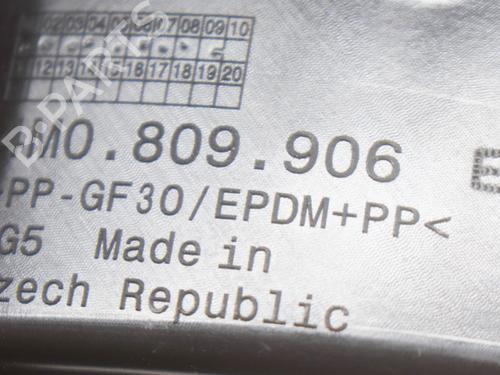 02 03 04 05 06 07 08 09 10
12 13 14 15 16 17 18 19 20
M0.809.906
PP-GF30/EPDM+PP<
G5 Made in
zech Republic
B-PARTS